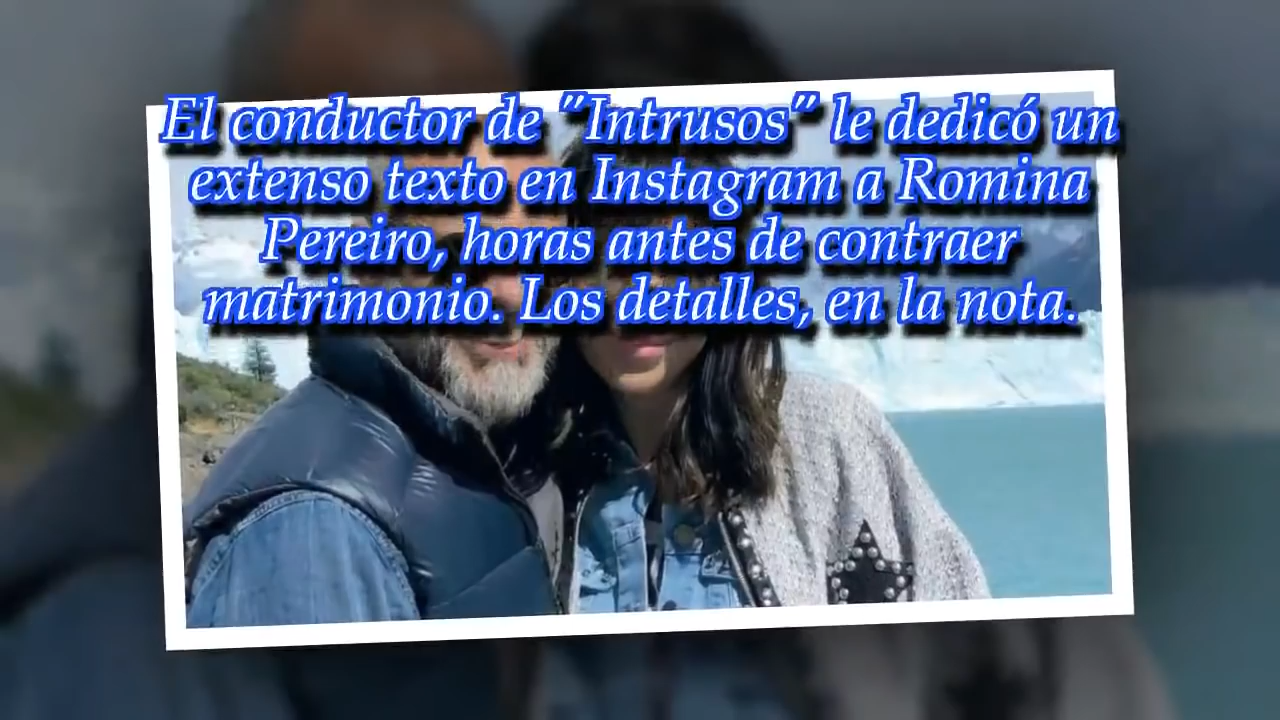 El conductor de "Intrusos" le dedicó un
extenso texto en Instagram a Romina
Pereiro, horas antes de contraer
matrimonio. Los detalles, en la nota.